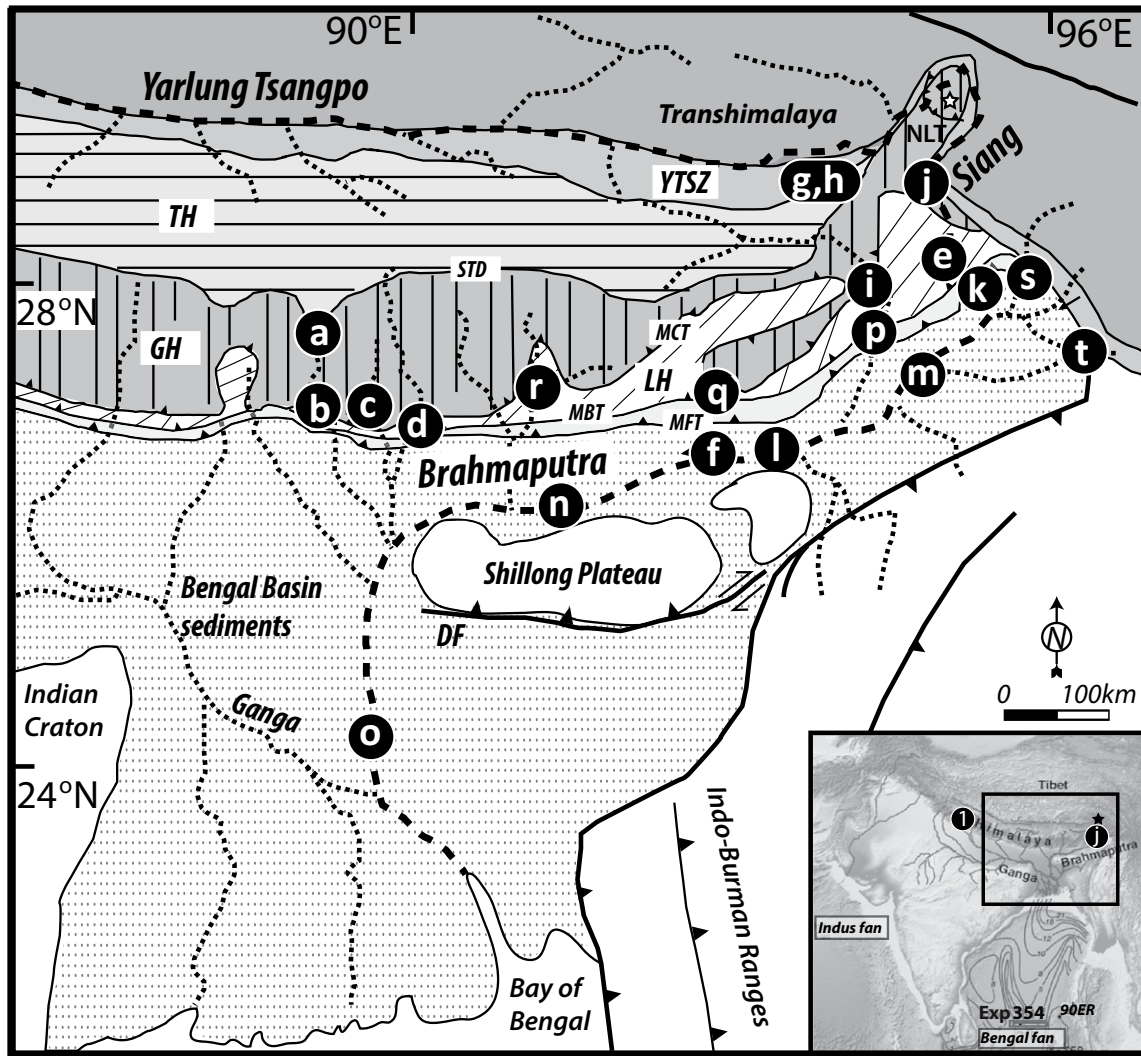 90°E
96°E
Yarlung Tsangpo
Transhimalaya
NLT
Siang
YTSZ
g,h
j
TH
STD
28°N
a
GH
MCT
i
e
k
s
p
t
LH
m
b
c
d
r
MBT
q
MFT
Brahmaputra
f
l
n
Shillong Plateau
Bengal Basin
sediments
DF
N
Indian
Craton
Ganga
0 100km
o
24°N
Indo-Burman Ranges
Bay of
Bengal
Tibet
1
Himalaya
j
Brahmaputra
Ganga
Indus fan
Exp 354
90ER
Bengal fan